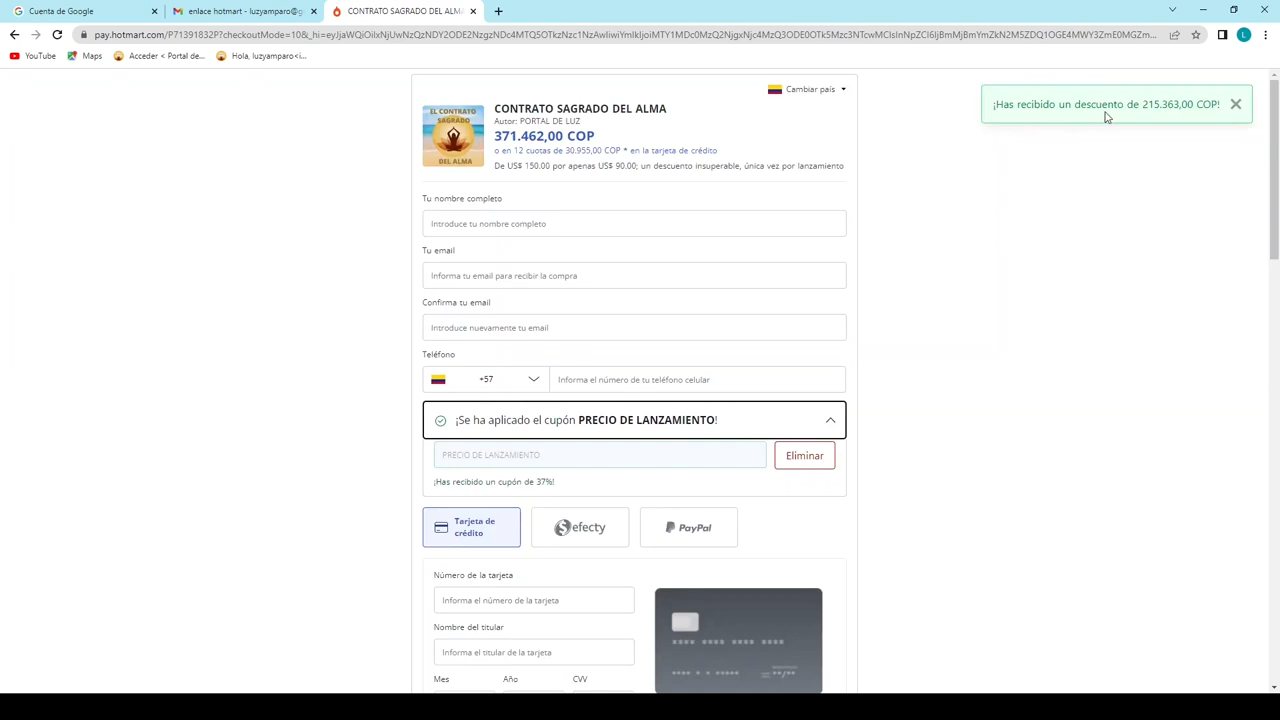 Cuenta de Google
enlace hotmart - luzyamparo@g
CONTRATO SAGRADO DEL ALMA
YouTube
Maps
Acceder < Portal de...
Hola, luzyamparo<i...
L
Cambiar país
¡Has recibido un descuento de 215.363,00 COP!
EL CONTRATO
SAGRADO
DEL ALMA
CONTRATO SAGRADO DEL ALMA
Autor: PORTAL DE LUZ
371.462,00 COP
o en 12 cuotas de 30.955,00 COP * en la tarjeta de crédito
De US$ 150.00 por apenas US$ 90.00; un descuento insuperable, única vez por lanzamiento
Tu nombre completo
Introduce tu nombre completo
Tu email
Informa tu email para recibir la compra
Confirma tu email
Introduce nuevamente tu email
Teléfono
+57
Informa el número de tu teléfono celular
¡Se ha aplicado el cupón PRECIO DE LANZAMIENTO!
PRECIO DE LANZAMIENTO
Eliminar
¡Has recibido un cupón de 37%!
Tarjeta de
crédito
Sefecty
PayPal
Número de la tarjeta
Informa el número de la tarjeta
Nombre del titular
Informa el titular de la tarjeta
Mes Año CVV